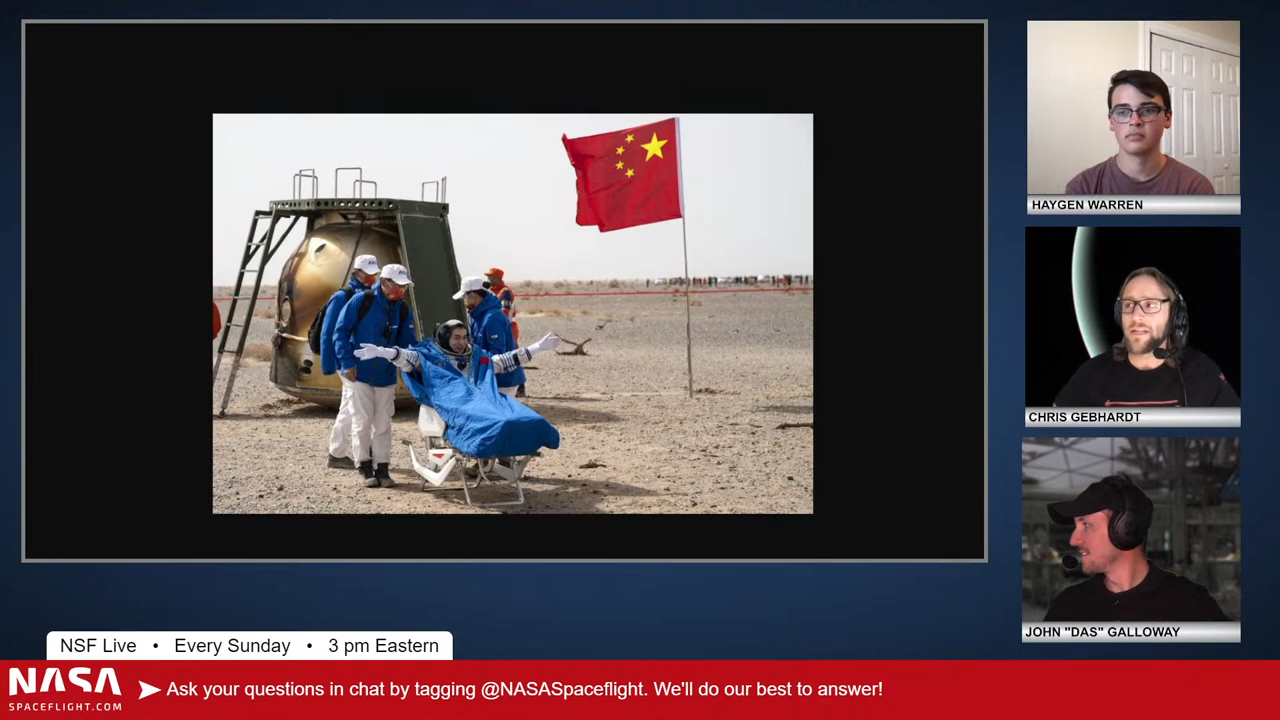 HAYGEN WARREN
CHRIS GEBHARDT
JOHN "DAS" GALLOWAY
NSF Live • Every Sunday • 3 pm Eastern
NASA
SPACEFLIGHT.COM
Ask your questions in chat by tagging @NASASpaceflight. We'll do our best to answer!